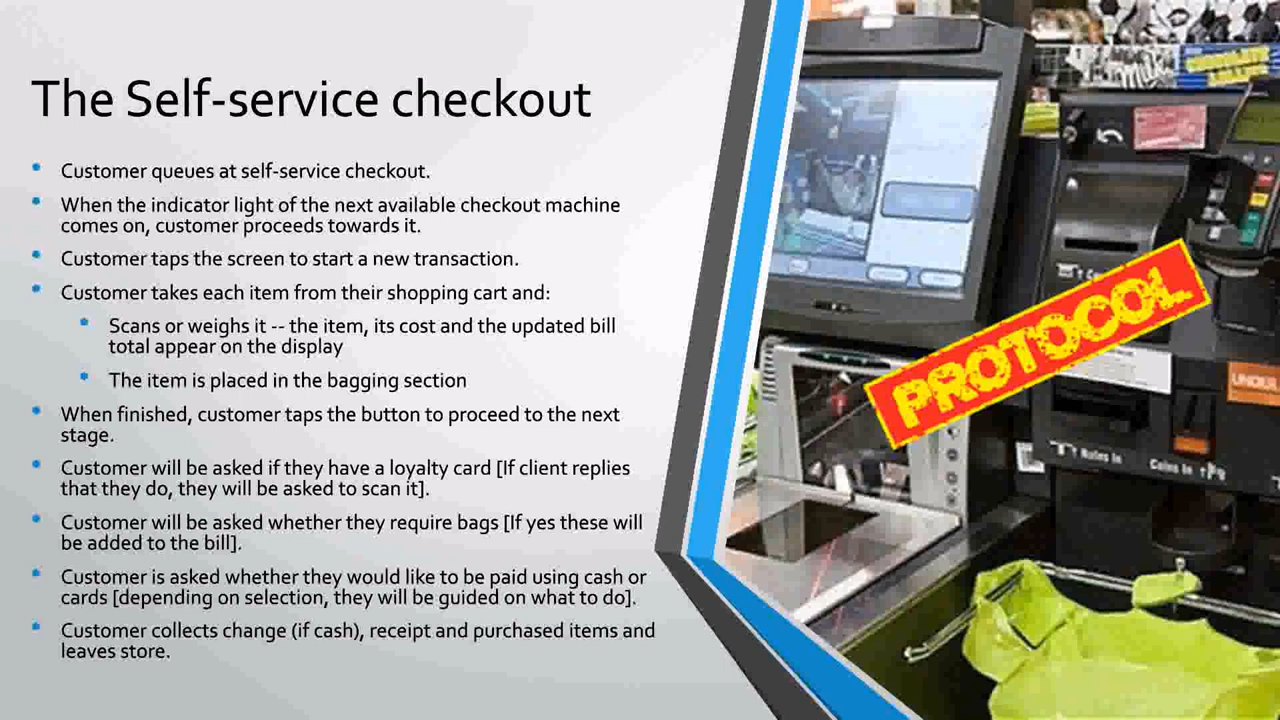 The Self-service checkout
Customer queues at self-service checkout.
When the indicator light of the next available checkout machine
comes on, customer proceeds towards it.
Customer taps the screen to start a new transaction.
Customer takes each item from their shopping cart and:
Scans or weighs it -- the item, its cost and the updated bill
total appear on the display
The item is placed in the bagging section
When finished, customer taps the button to proceed to the next
stage.
Customer will be asked if they have a loyalty card [If client replies
that they do, they will be asked to scan it].
Customer will be asked whether they require bags [If yes these will
be added to the bill].
Customer is asked whether they would like to be paid using cash or
cards [depending on selection, they will be guided on what to do].
Customer collects change (if cash), receipt and purchased items and
leaves store.
PROTOCOL
Milk
Notes In
Coins In